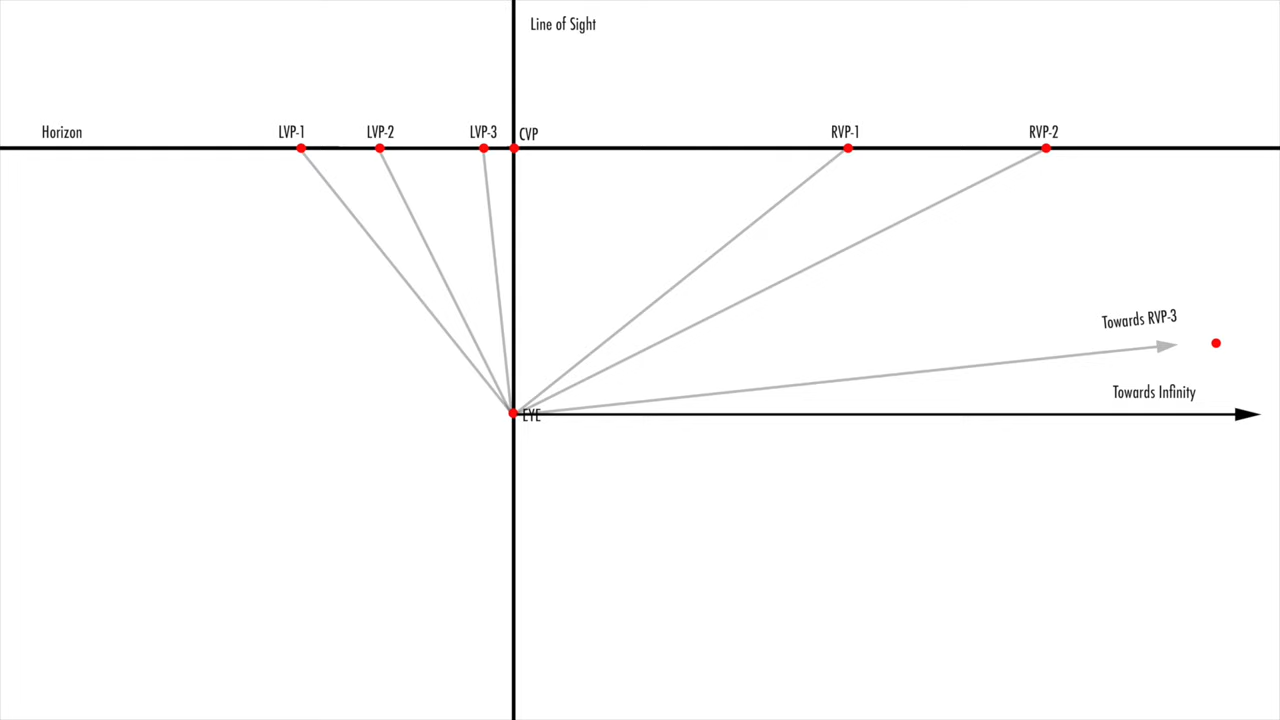 Line of Sight
Horizon
LVP-1
LVP-2
LVP-3
CVP
RVP-1
RVP-2
Towards RVP-3
Towards Infinity
EYE